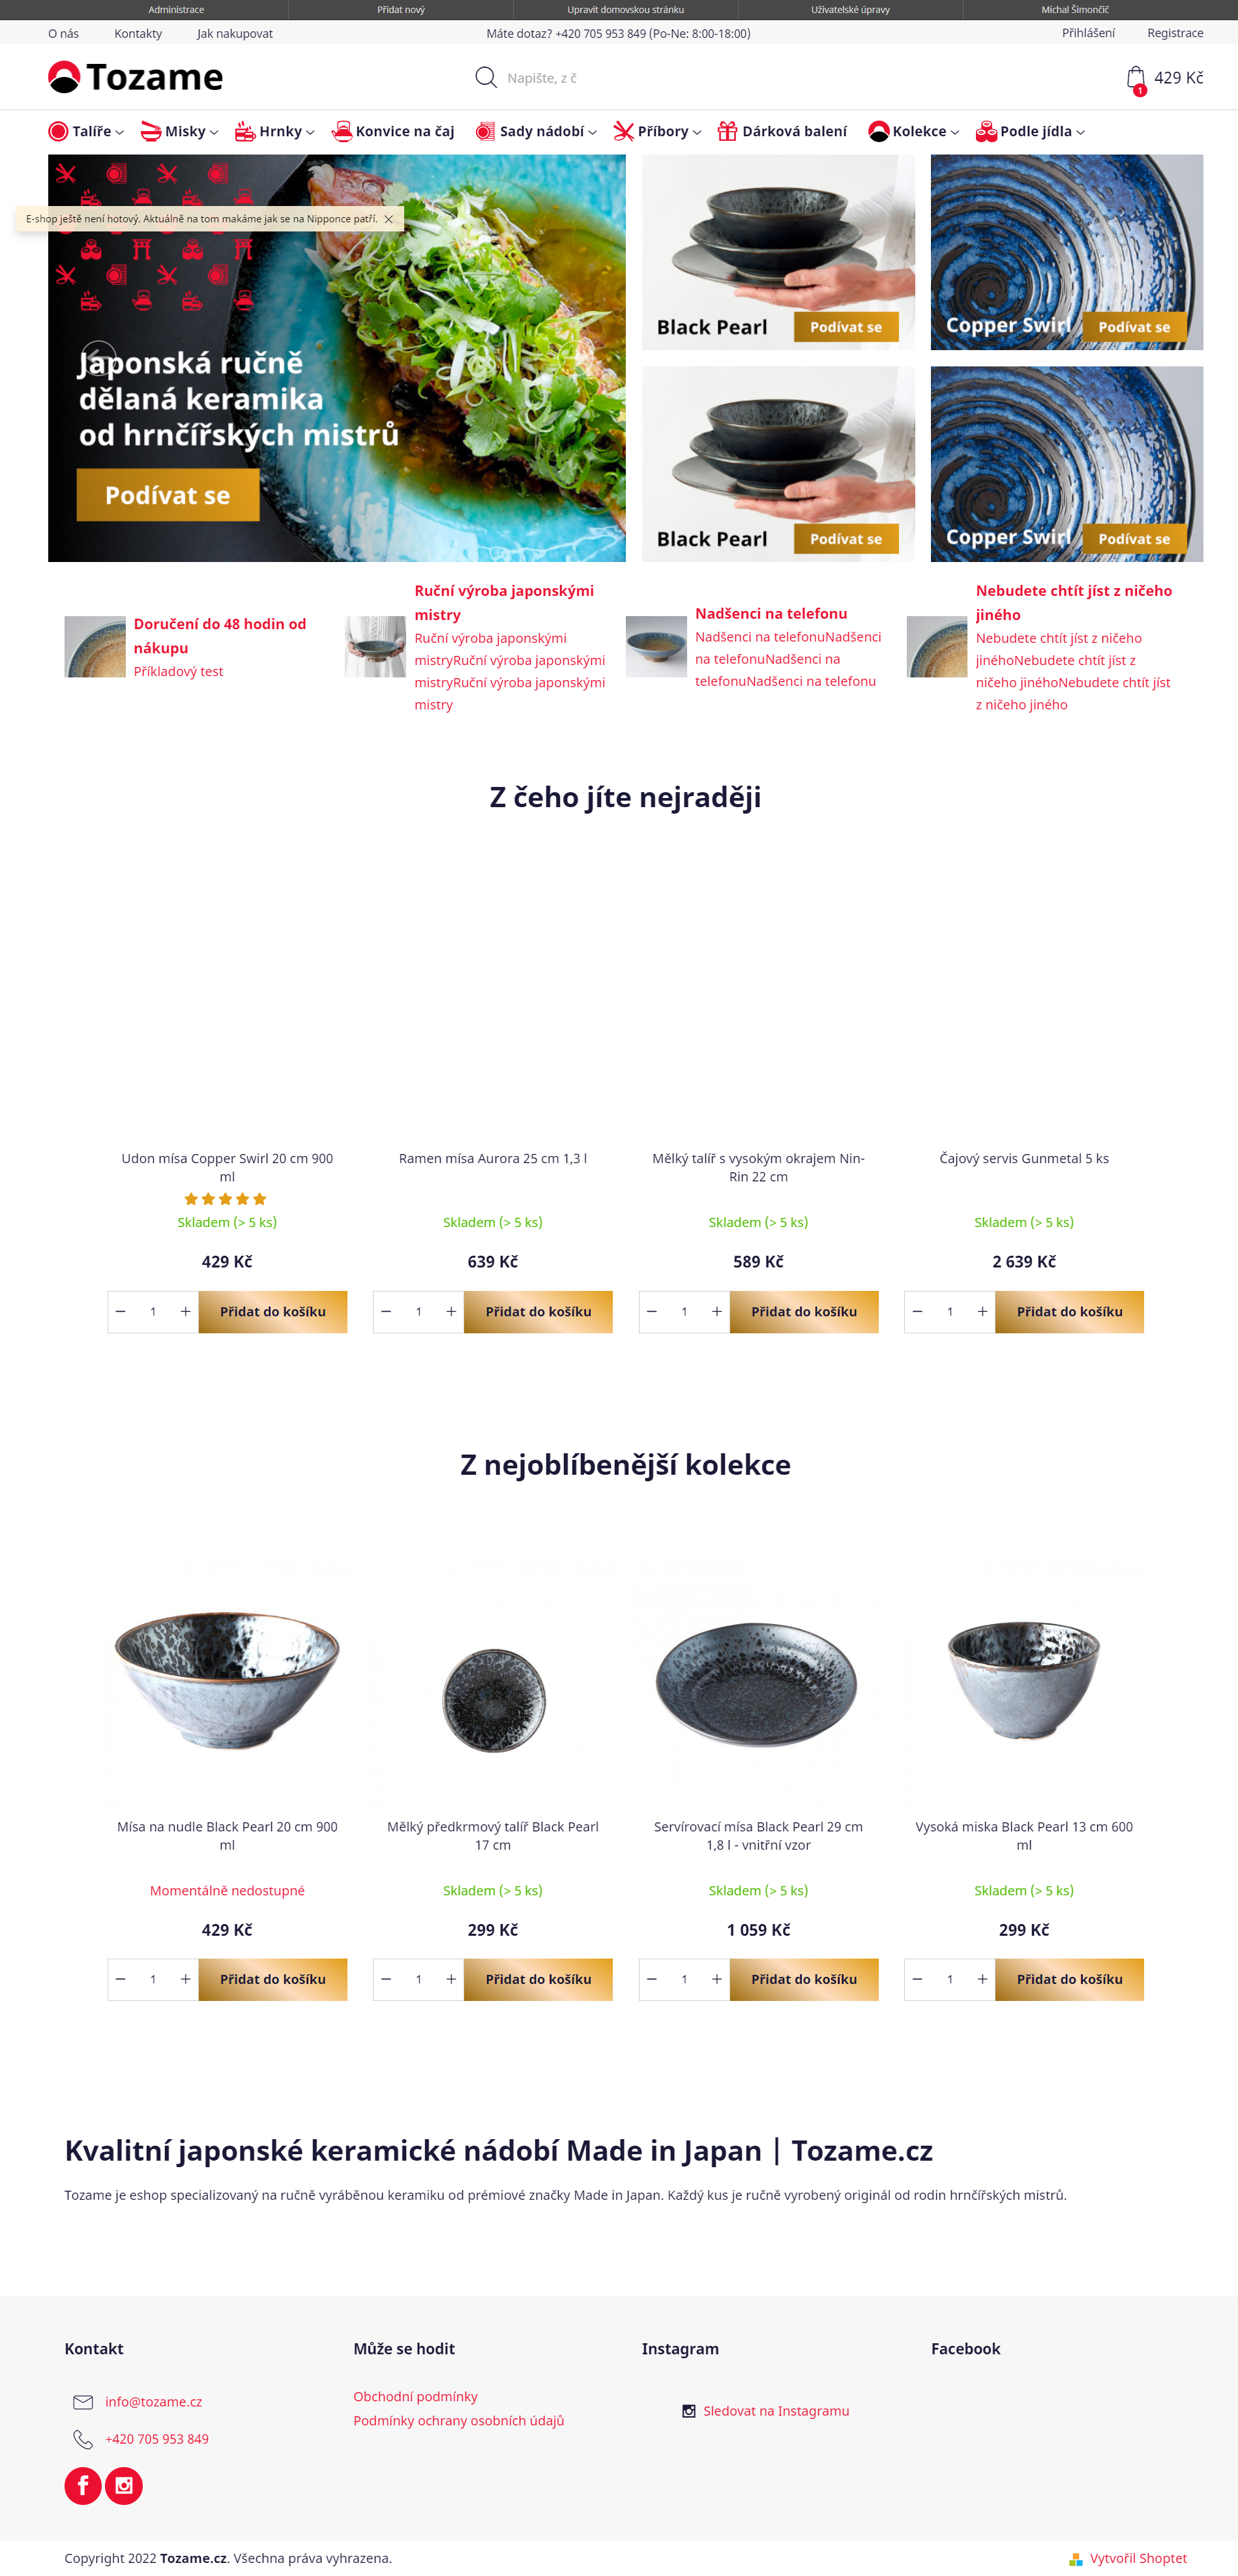 Administrace
Přidat nový
Upravit domovskou stránku
Uživatelské úpravy
Michal Šimončič
O nás
Kontakty
Jak nakupovat
Máte dotaz? +420 705 953 849 (Po-Ne: 8:00-18:00)
Přihlášení
Registrace
Tozame
Napište, z č
1
429 Kč
Talíře
Misky
Hrnky
Konvice na čaj
Sady nádobí
Příbory
Dárková balení
Kolekce
Podle jídla
E-shop ještě není hotový. Aktuálně na tom makáme jak se na Nipponce patří.
Japonská ručně
dělaná keramika
od hrnčířských mistrů
Podívat se
Black Pearl
Podívat se
Copper Swirl
Podívat se
Black Pearl
Podívat se
Copper Swirl
Podívat se
Doručení do 48 hodin od
nákupu
Příkladový test
Ruční výroba japonskými
mistry
Ruční výroba japonskými
mistryRuční výroba japonskými
mistryRuční výroba japonskými
mistry
Nadšenci na telefonu
Nadšenci na telefonuNadšenci
na telefonuNadšenci na
telefonuNadšenci na telefonu
Nebudete chtít jíst z ničeho
jiného
Nebudete chtít jíst z ničeho
jinéhoNebudete chtít jíst z
ničeho jinéhoNebudete chtít jíst
z ničeho jiného
Z čeho jíte nejraději
Udon mísa Copper Swirl 20 cm 900
ml
Skladem (> 5 ks)
429 Kč
1
Přidat do košíku
Ramen mísa Aurora 25 cm 1,3 l
Skladem (> 5 ks)
639 Kč
1
Přidat do košíku
Mělký talíř s vysokým okrajem Nin-
Rin 22 cm
Skladem (> 5 ks)
589 Kč
1
Přidat do košíku
Čajový servis Gunmetal 5 ks
Skladem (> 5 ks)
2 639 Kč
1
Přidat do košíku
Z nejoblíbenější kolekce
Mísa na nudle Black Pearl 20 cm 900
ml
Momentálně nedostupné
429 Kč
1
Přidat do košíku
Mělký předkrmový talíř Black Pearl
17 cm
Skladem (> 5 ks)
299 Kč
1
Přidat do košíku
Servírovací mísa Black Pearl 29 cm
1,8 l - vnitřní vzor
Skladem (> 5 ks)
1 059 Kč
1
Přidat do košíku
Vysoká miska Black Pearl 13 cm 600
ml
Skladem (> 5 ks)
299 Kč
1
Přidat do košíku
Kvalitní japonské keramické nádobí Made in Japan | Tozame.cz
Tozame je eshop specializovaný na ručně vyráběnou keramiku od prémiové značky Made in Japan. Každý kus je ručně vyrobený originál od rodin hrnčířských mistrů.
Kontakt
info@tozame.cz
+420 705 953 849
Může se hodit
Obchodní podmínky
Podmínky ochrany osobních údajů
Instagram
Sledovat na Instagramu
Facebook
Copyright 2022 Tozame.cz. Všechna práva vyhrazena.
Vytvořil Shoptet